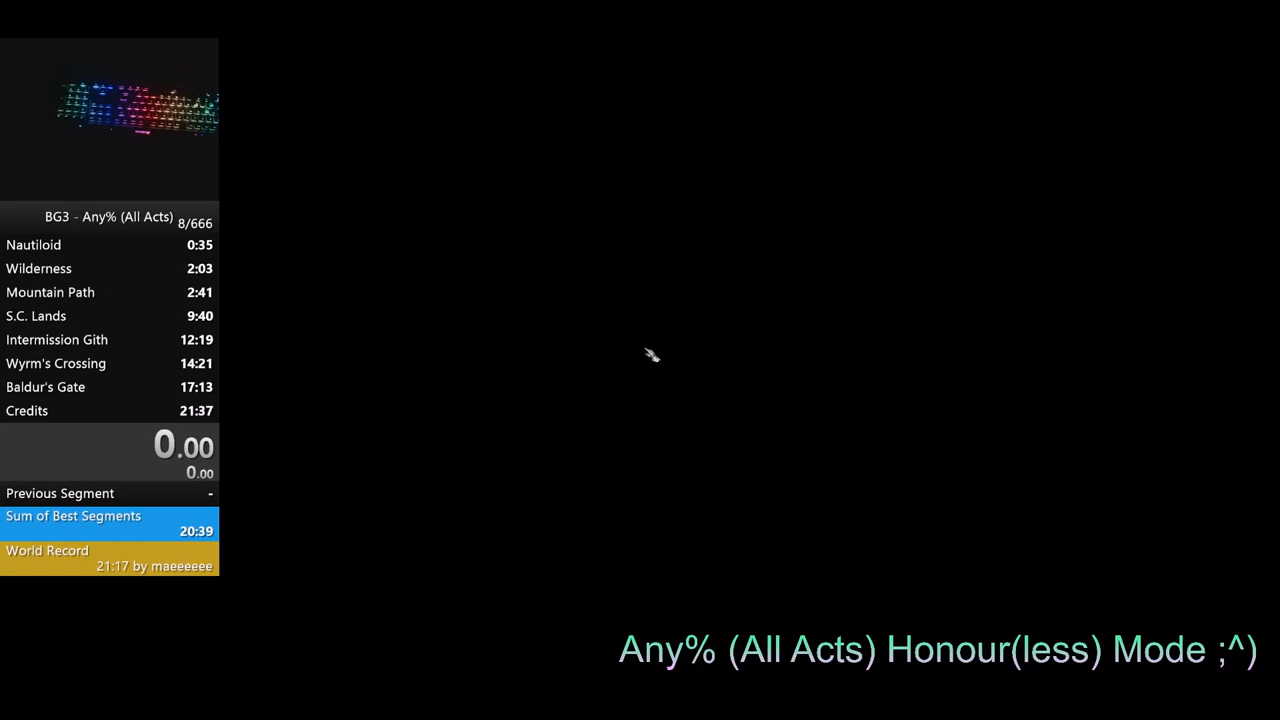 BG3 - Any% (All Acts) 8/666
Nautiloid 0:35
Wilderness 2:03
Mountain Path 2:41
S.C. Lands 9:40
Intermission Gith 12:19
Wyrm's Crossing 14:21
Baldur's Gate 17:13
Credits 21:37
0.00
0.00
Previous Segment -
Sum of Best Segments
20:39
World Record
21:17 by maeeeeee
Any% (All Acts) Honour(less) Mode ;^)